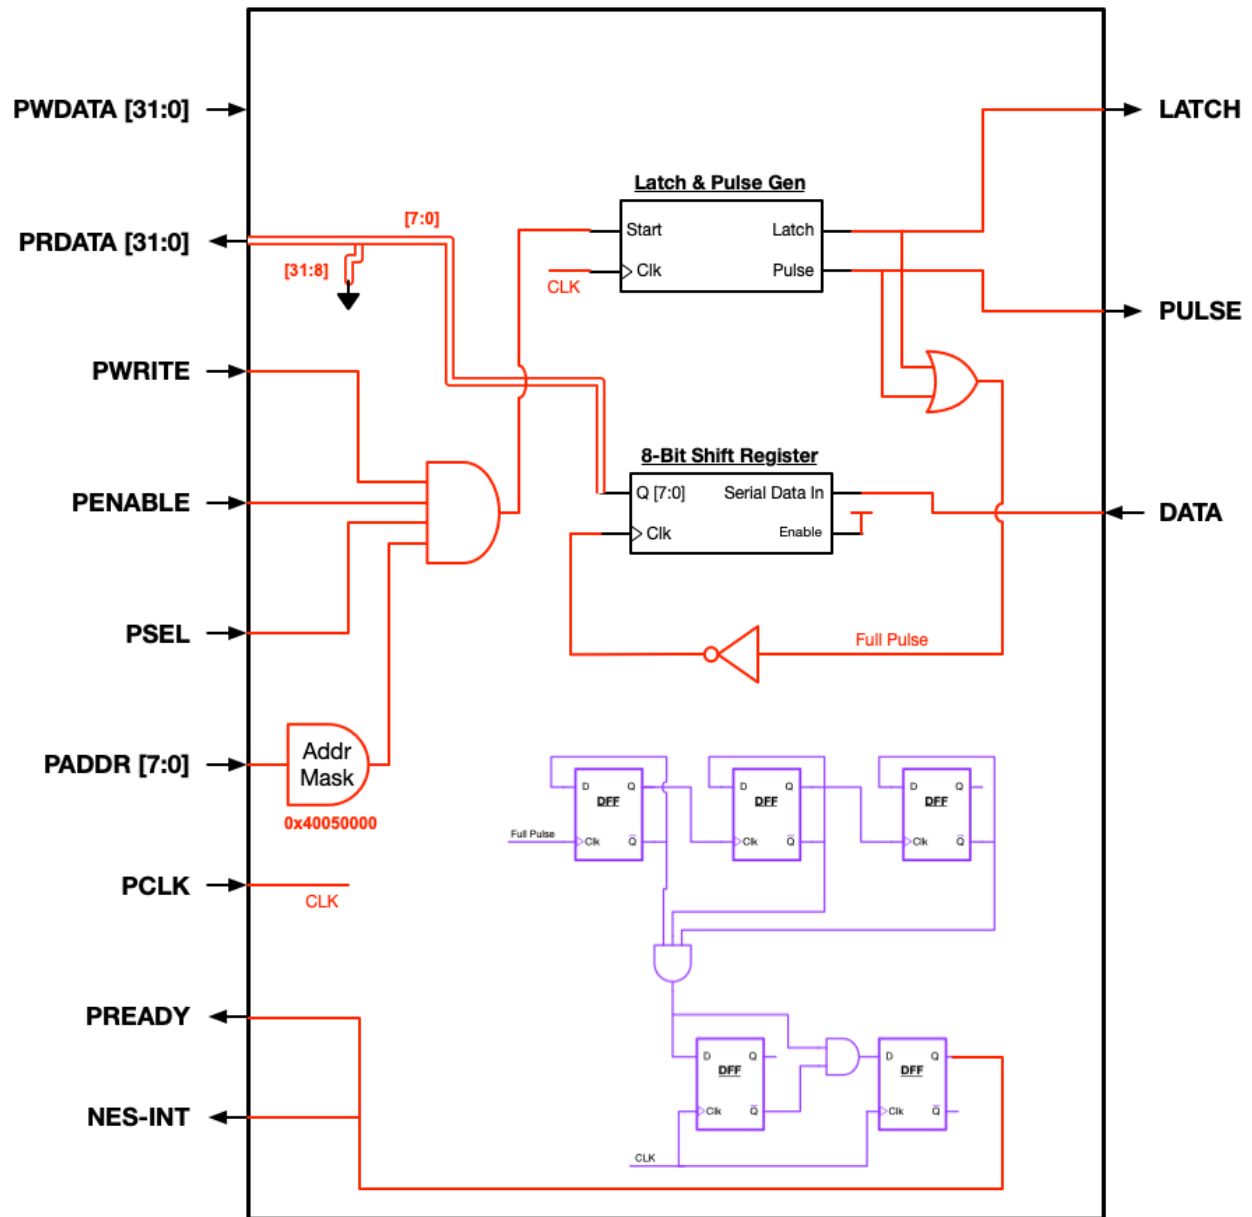 PWDATA [31:0]
LATCH
Latch & Pulse Gen
[7:0]
PRDATA [31:0]
Start
Latch
[31:8]
Clk
Pulse
CLK
PULSE
PWRITE
8-Bit Shift Register
Q [7:0]
Serial Data In
PENABLE
DATA
Clk
Enable
PSEL
Full Pulse
PADDR [7:0]
Addr
Mask
0x40050000
D
Q
DFF
Clk
Q̅
D
Q
DFF
Clk
Q̅
D
Q
DFF
Clk
Q̅
Full Pulse
PCLK
CLK
PREADY
D
Q
DFF
Clk
Q̅
D
Q
DFF
Clk
Q̅
NES-INT
CLK